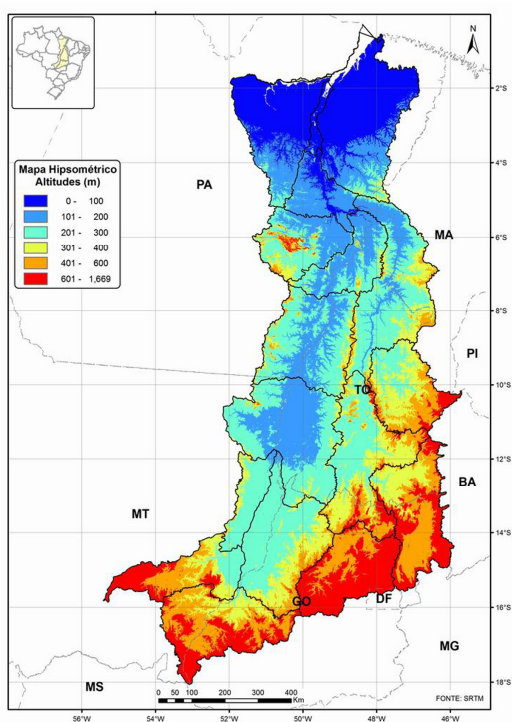 N
2°S
4°S
PA
Mapa Hipsométrico
Altitudes (m)
0 - 100
101 - 200
201 - 300
301 - 400
401 - 600
601 - 1,669
MA
6°S
8°S
PI
10°S
TO
12°S
BA
MT
14°S
GO
DF
16°S
MG
MS
18°S
0 50 100 200 300 400
Km
FONTE: SRTM
56°W 54°W 52°W 50°W 48°W 46°W